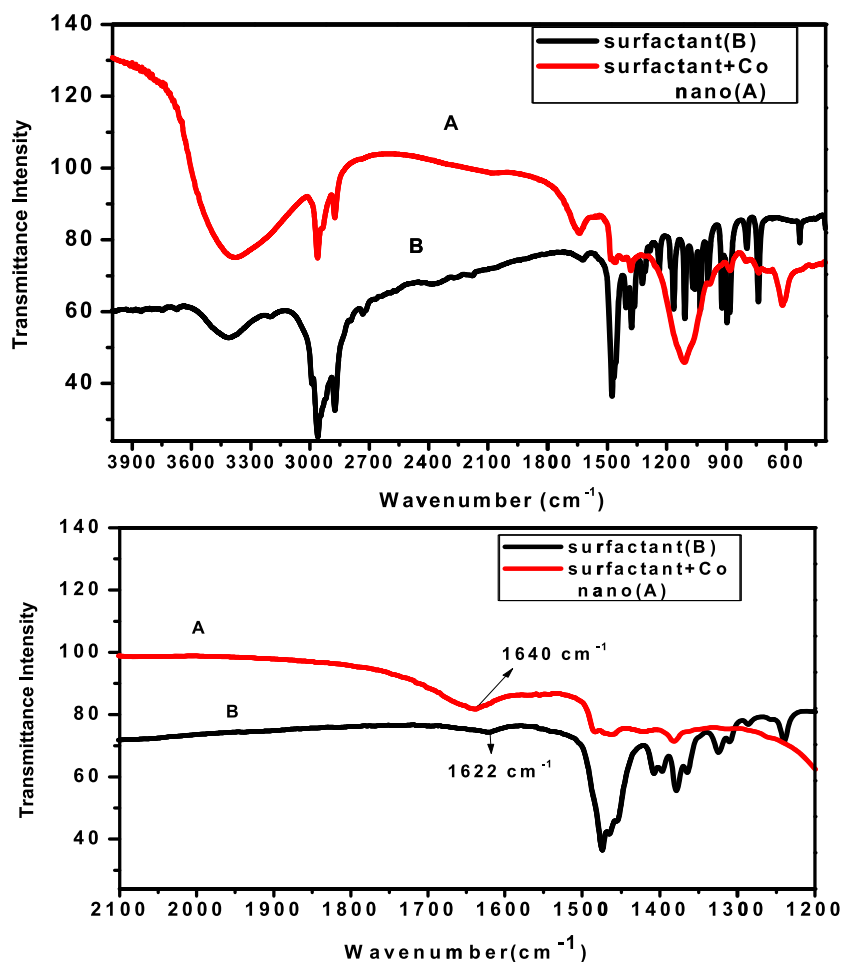 140
120
100
80
60
40
Transmittance Intensity
surfactant(B)
surfactant+Co
nano(A)
A
B
3900 3600 3300 3000 2700 2400 2100 1800 1500 1200 900 600
Wavenumber (cm-1)
140
120
100
80
60
40
Transmittance Intensity
surfactant(B)
surfactant+Co
nano(A)
A
1640 cm-1
B
1622 cm-1
2100 2000 1900 1800 1700 1600 1500 1400 1300 1200
Wavenumber(cm-1)